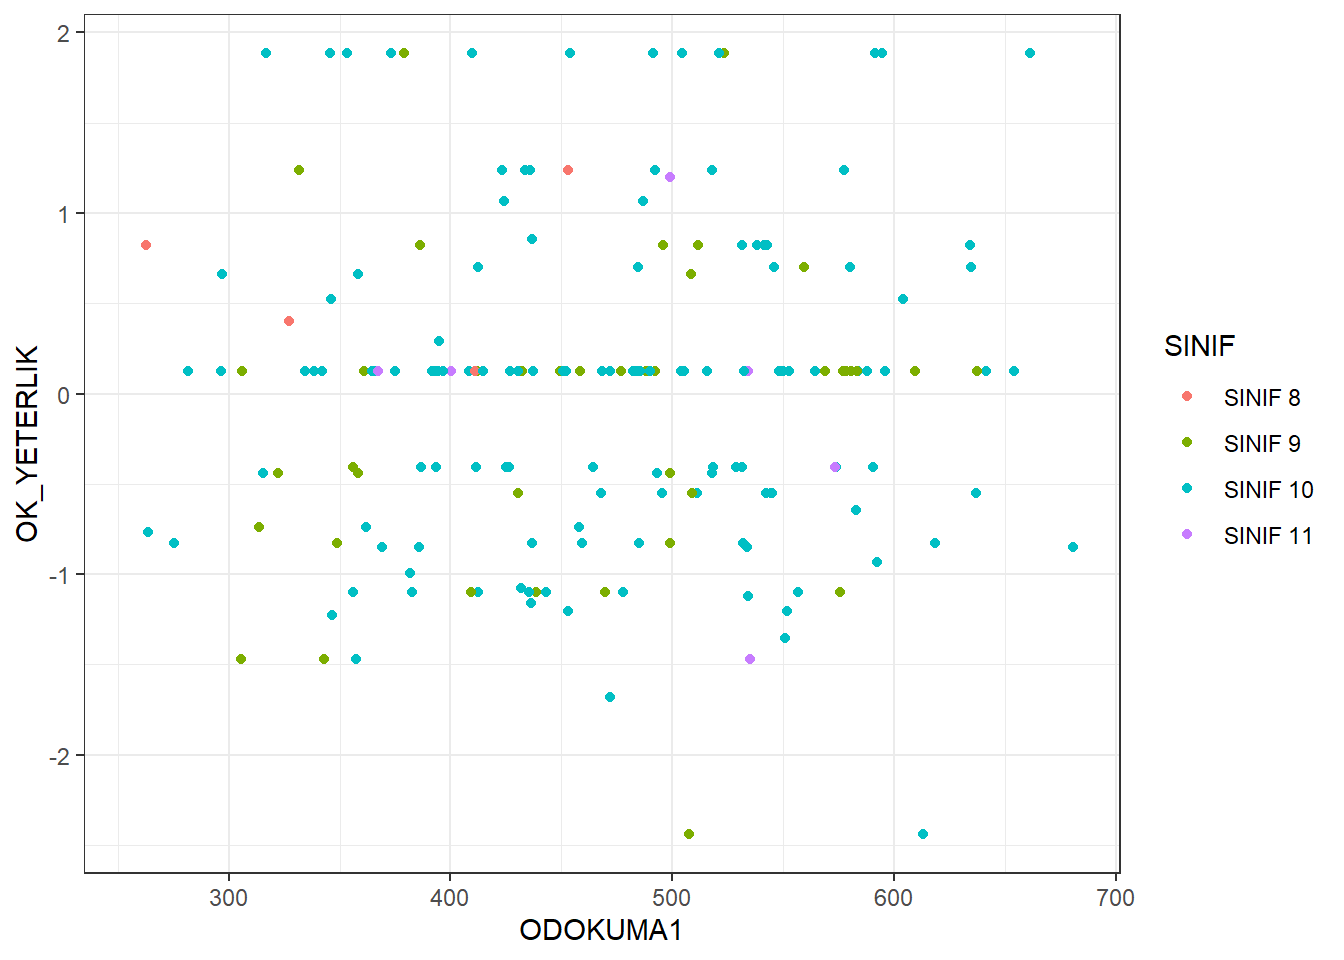 2
1
0
-1
-2
OK_YETERLIK
300 400 500 600 700
ODOKUMA1
SINIF
SINIF 8
SINIF 9
SINIF 10
SINIF 11